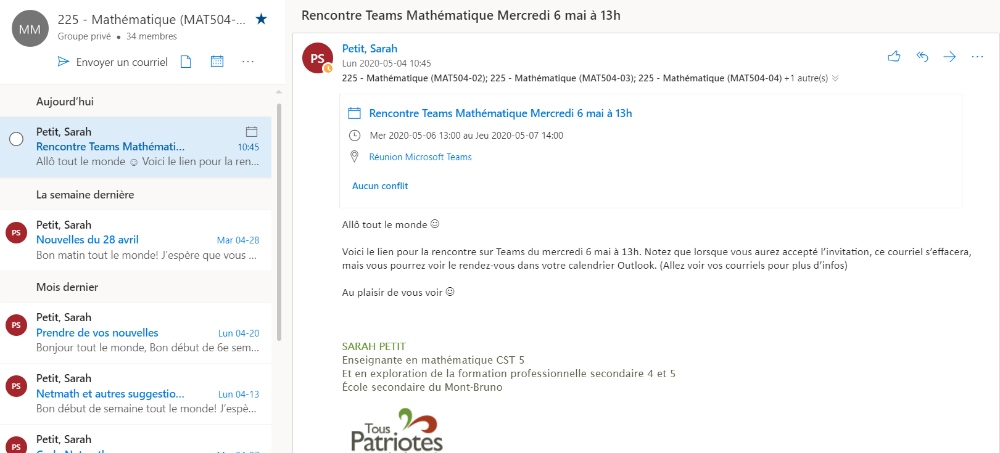 MM
225 - Mathématique (MAT504-...
Groupe privé • 34 membres
Envoyer un courriel
Aujourd’hui
Petit, Sarah
Rencontre Teams Mathémati...
10:45
Allô tout le monde ☺ Voici le lien pour la ren...
La semaine dernière
PS
Petit, Sarah
Nouvelles du 28 avril
Mar 04-28
Bon matin tout le monde! J’espère que vous ...
Mois dernier
PS
Petit, Sarah
Prendre de vos nouvelles
Lun 04-20
Bonjour tout le monde, Bon début de 6e sem...
PS
Petit, Sarah
Netmath et autres suggestio...
Lun 04-13
Bon début de semaine tout le monde! J’espè...
PS
Petit, Sarah
Rencontre Teams Mathématique Mercredi 6 mai à 13h
PS
Petit, Sarah
Lun 2020-05-04 10:45
225 - Mathématique (MAT504-02); 225 - Mathématique (MAT504-03); 225 - Mathématique (MAT504-04) +1 autre(s)
Rencontre Teams Mathématique Mercredi 6 mai à 13h
Mer 2020-05-06 13:00 au Jeu 2020-05-07 14:00
Réunion Microsoft Teams
Aucun conflit
Allô tout le monde ☺
Voici le lien pour la rencontre sur Teams du mercredi 6 mai à 13h. Notez que lorsque vous aurez accepté l’invitation, ce courriel s’effacera,
mais vous pourrez voir le rendez-vous dans votre calendrier Outlook. (Allez voir vos courriels pour plus d’infos)
Au plaisir de vous voir ☺
SARAH PETIT
Enseignante en mathématique CST 5
Et en exploration de la formation professionnelle secondaire 4 et 5
École secondaire du Mont-Bruno
Tous
Patriotes